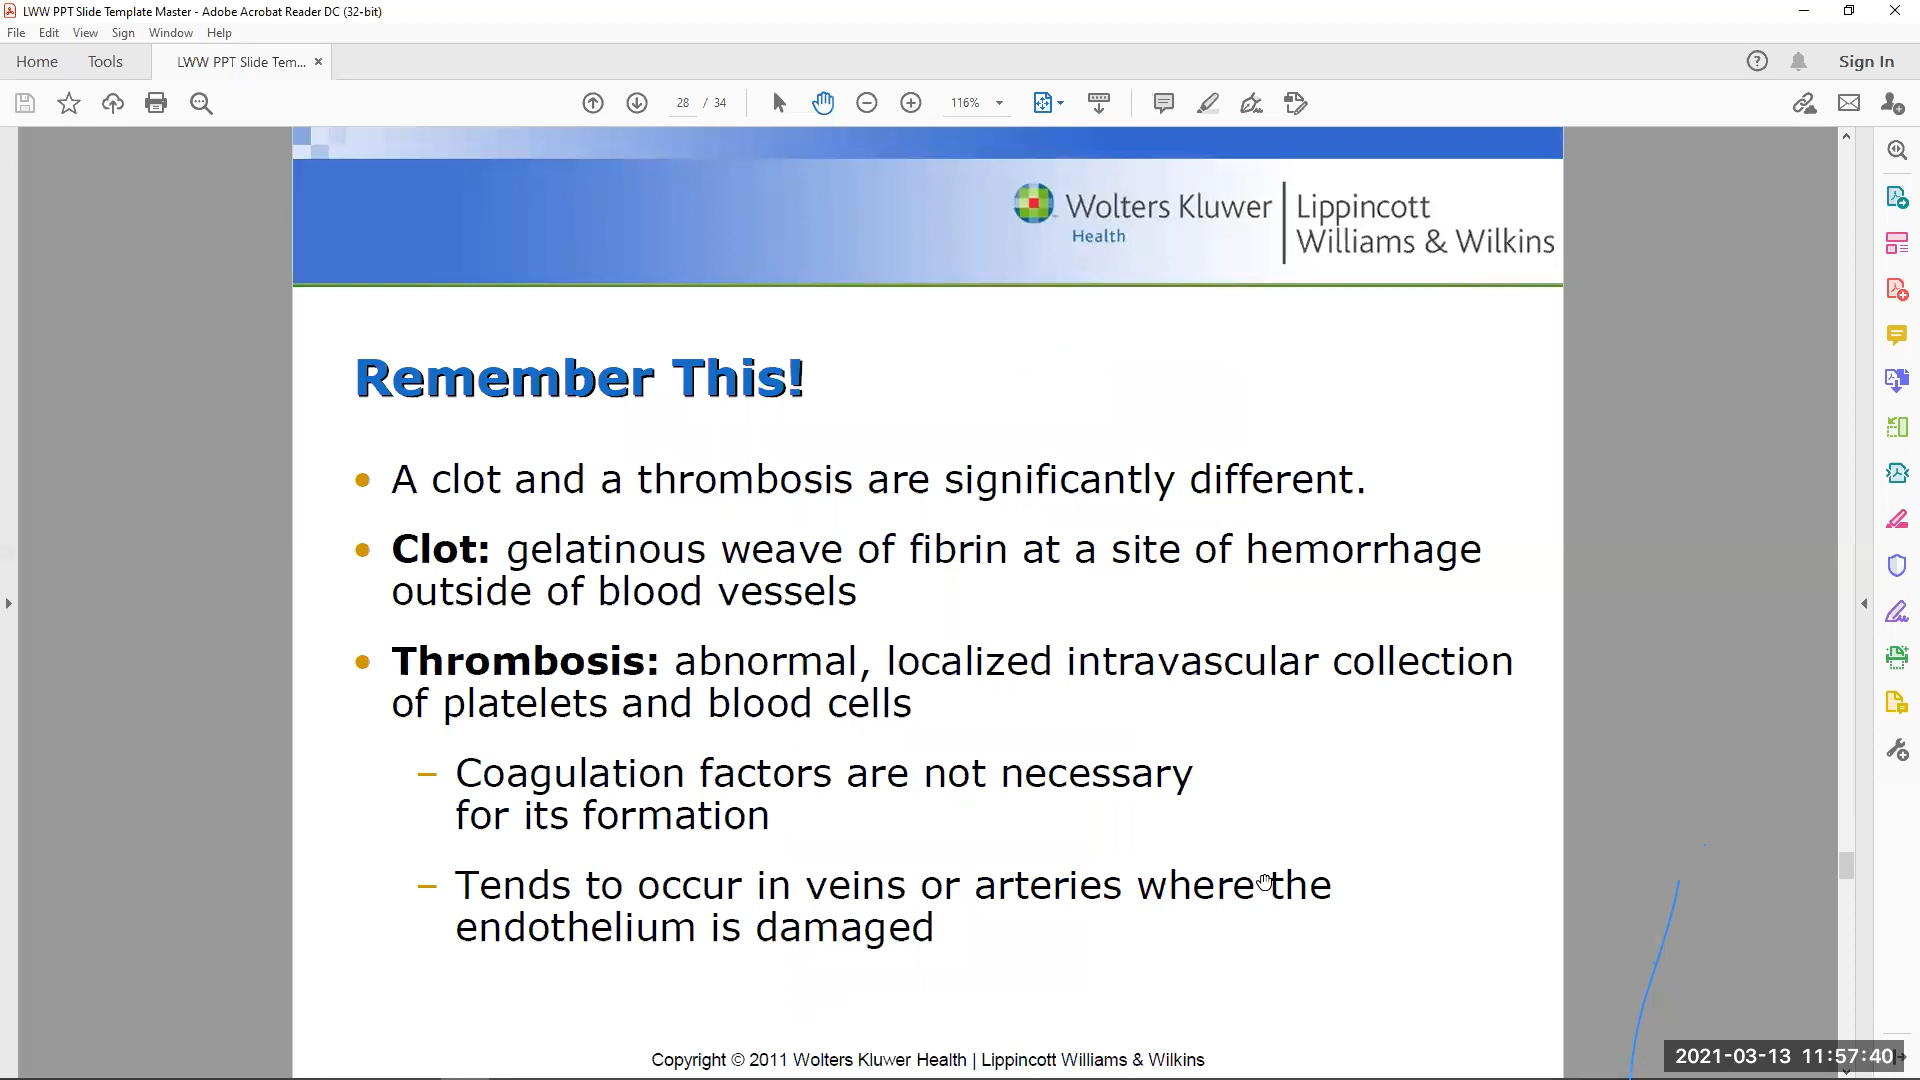 LWW PPT Slide Template Master - Adobe Acrobat Reader DC (32-bit)
File Edit View Sign Window Help
Home Tools LWW PPT Slide Tem... × Sign In
28 / 34 116%
Wolters Kluwer Lippincott
Health Williams & Wilkins
Remember This!
• A clot and a thrombosis are significantly different.
• Clot: gelatinous weave of fibrin at a site of hemorrhage
outside of blood vessels
• Thrombosis: abnormal, localized intravascular collection
of platelets and blood cells
– Coagulation factors are not necessary
for its formation
– Tends to occur in veins or arteries where the
endothelium is damaged
Copyright © 2011 Wolters Kluwer Health | Lippincott Williams & Wilkins
2021-03-13 11:57:40